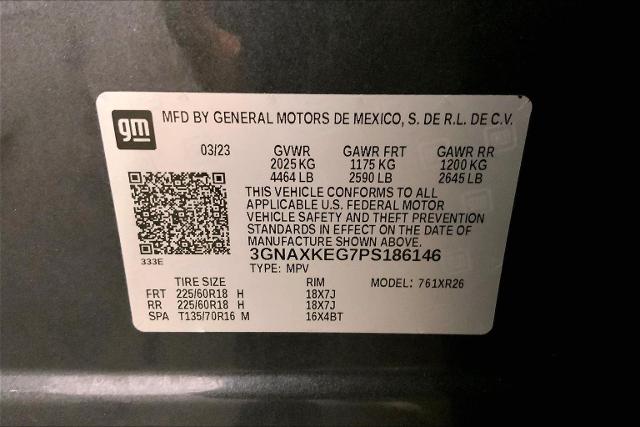 gm
MFD BY GENERAL MOTORS DE MEXICO, S. DE R.L. DE C.V.
03/23 GVWR GAWR FRT GAWR RR
2025 KG 1175 KG 1200 KG
4464 LB 2590 LB 2645 LB
THIS VEHICLE CONFORMS TO ALL
APPLICABLE U.S. FEDERAL MOTOR
VEHICLE SAFETY AND THEFT PREVENTION
STANDARDS IN EFFECT ON THE DATE OF
MANUFACTURE SHOWN ABOVE.
333E
3GNAXKEG7PS186146
TYPE: MPV
TIRE SIZE RIM MODEL: 761XR26
FRT 225/60R18 H 18X7J
RR 225/60R18 H 18X7J
SPA T135/70R16 M 16X4BT